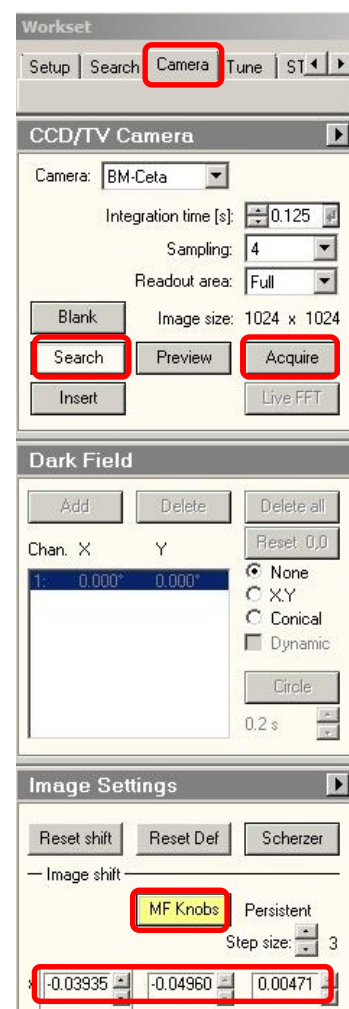 Workset
Setup Search Camera Tune ST
CCD/TV Camera
Camera: BM-Ceta
Integration time [s]: 0.125
Sampling: 4
Readout area: Full
Blank Image size: 1024 x 1024
Search Preview Acquire
Insert Live FFT
Dark Field
Add Delete Delete all
Chan. X Y Reset 0,0
1: 0.000° 0.000° None
X.Y
Conical
Dynamic
Circle
0.2 s
Image Settings
Reset shift Reset Def Scherzer
Image shift
MF Knobs Persistent
Step size: 3
-0.03935 -0.04960 0.00471